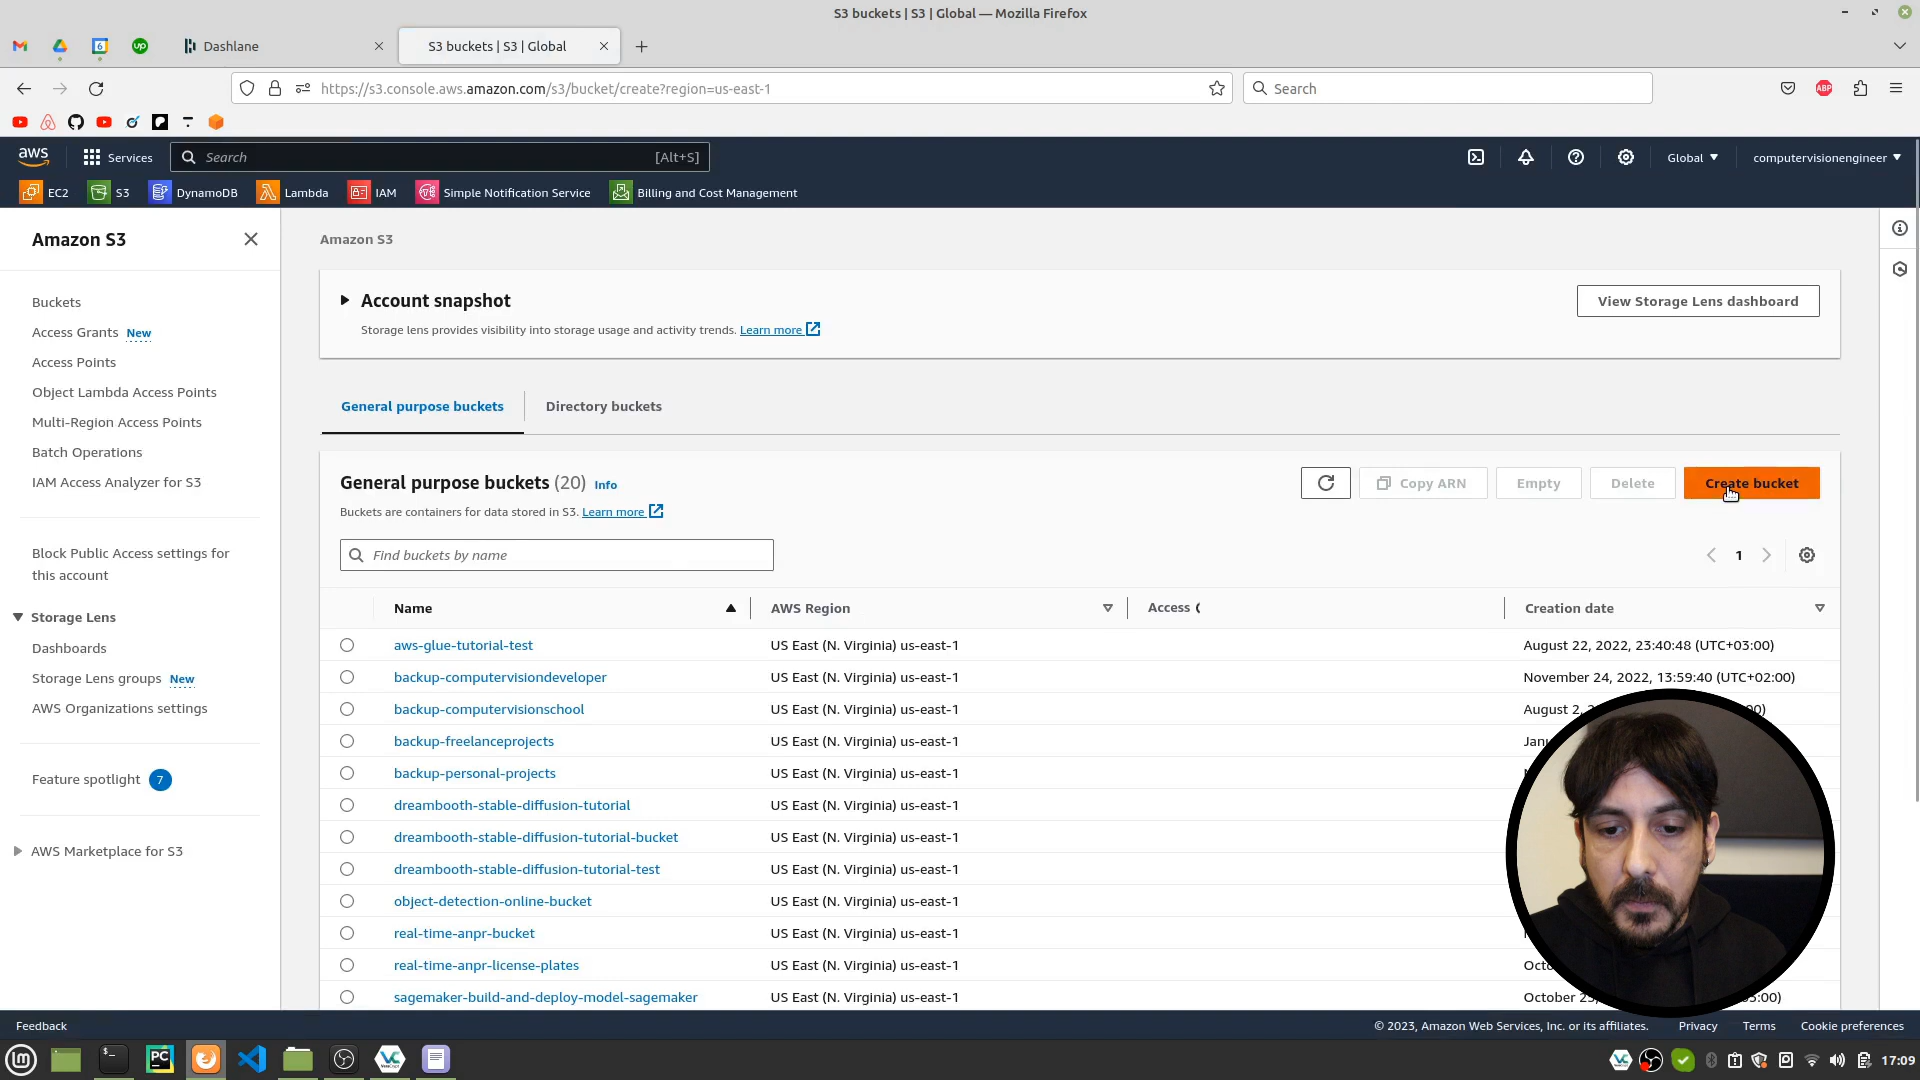 S3 buckets | S3 | Global — Mozilla Firefox
Dashlane
S3 buckets | S3 | Global
https://s3.console.aws.amazon.com/s3/bucket/create?region=us-east-1
Search
ABP
aws
Services
Search
[Alt+S]
Global
computervisionengineer
EC2
S3
DynamoDB
Lambda
IAM
Simple Notification Service
Billing and Cost Management
Amazon S3
Buckets
Access Grants New
Access Points
Object Lambda Access Points
Multi-Region Access Points
Batch Operations
IAM Access Analyzer for S3
Block Public Access settings for
this account
Storage Lens
Dashboards
Storage Lens groups New
AWS Organizations settings
Feature spotlight 7
AWS Marketplace for S3
Amazon S3
Account snapshot
View Storage Lens dashboard
Storage lens provides visibility into storage usage and activity trends. Learn more
General purpose buckets
Directory buckets
General purpose buckets (20) Info
Copy ARN
Empty
Delete
Create bucket
Buckets are containers for data stored in S3. Learn more
Find buckets by name
1
Name
AWS Region
Access
Creation date
aws-glue-tutorial-test US East (N. Virginia) us-east-1 August 22, 2022, 23:40:48 (UTC+03:00)
backup-computervisiondeveloper US East (N. Virginia) us-east-1 November 24, 2022, 13:59:40 (UTC+02:00)
backup-computervisionschool US East (N. Virginia) us-east-1 August 2,
backup-freelanceprojects US East (N. Virginia) us-east-1
backup-personal-projects US East (N. Virginia) us-east-1
dreambooth-stable-diffusion-tutorial US East (N. Virginia) us-east-1
dreambooth-stable-diffusion-tutorial-bucket US East (N. Virginia) us-east-1
dreambooth-stable-diffusion-tutorial-test US East (N. Virginia) us-east-1
object-detection-online-bucket US East (N. Virginia) us-east-1
real-time-anpr-bucket US East (N. Virginia) us-east-1
real-time-anpr-license-plates US East (N. Virginia) us-east-1
sagemaker-build-and-deploy-model-sagemaker US East (N. Virginia) us-east-1 October
Feedback
© 2023, Amazon Web Services, Inc. or its affiliates.
Privacy
Terms
Cookie preferences
17:09